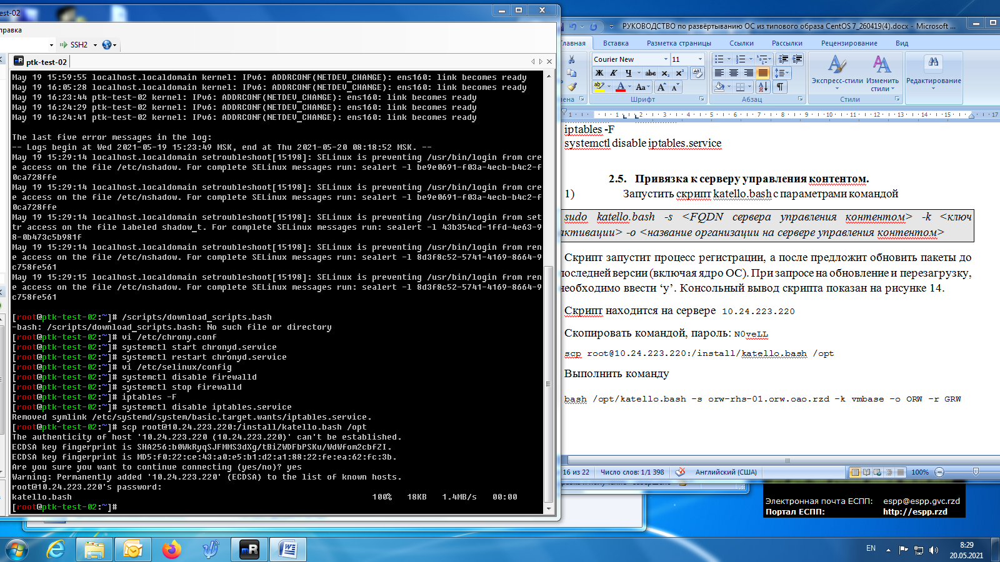 est-02
правка
SSH2
ptk-test-02
May 19 15:59:55 localhost.localdomain kernel: IPv6: ADDRCONF(NETDEV_CHANGE): ens160: link becomes ready
May 19 16:05:28 localhost.localdomain kernel: IPv6: ADDRCONF(NETDEV_CHANGE): ens160: link becomes ready
May 19 16:23:44 ptk-test-02 kernel: IPv6: ADDRCONF(NETDEV_CHANGE): ens160: link becomes ready
May 19 16:24:29 ptk-test-02 kernel: IPv6: ADDRCONF(NETDEV_CHANGE): ens160: link becomes ready
May 19 16:24:41 ptk-test-02 kernel: IPv6: ADDRCONF(NETDEV_CHANGE): ens160: link becomes ready
The last five error messages in the log:
-- Logs begin at Wed 2021-05-19 15:23:49 MSK, end at Thu 2021-05-20 08:18:52 MSK. --
May 19 15:29:14 localhost.localdomain setroubleshoot[15198]: SELinux is preventing /usr/bin/login from cre
e access on the file /etc/nshadow. For complete SELinux messages run: sealert -l be9e0691-f03a-4ecb-b4c2-f
0ca728ffe
May 19 15:29:14 localhost.localdomain setroubleshoot[15198]: SELinux is preventing /usr/bin/login from cre
e access on the file /etc/nshadow. For complete SELinux messages run: sealert -l be9e0691-f03a-4ecb-b4c2-f
0ca728ffe
May 19 15:29:14 localhost.localdomain setroubleshoot[15198]: SELinux is preventing /usr/bin/login from set
tr access on the file labeled shadow_t. For complete SELinux messages run: sealert -l 43b354cd-1ffd-4e63-9
8-0b473c5b981f
May 19 15:29:14 localhost.localdomain setroubleshoot[15198]: SELinux is preventing /usr/bin/login from ren
e access on the file /etc/nshadow. For complete SELinux messages run: sealert -l 8d3f8c52-5741-4169-8664-9
c758fe561
May 19 15:29:15 localhost.localdomain setroubleshoot[15198]: SELinux is preventing /usr/bin/login from ren
e access on the file /etc/nshadow. For complete SELinux messages run: sealert -l 8d3f8c52-5741-4169-8664-9
c758fe561
[root@ptk-test-02:~]# /scripts/download_scripts.bash
-bash: /scripts/download_scripts.bash: No such file or directory
[root@ptk-test-02:~]# vi /etc/chrony.conf
[root@ptk-test-02:~]# systemctl start chronyd.service
[root@ptk-test-02:~]# systemctl restart chronyd.service
[root@ptk-test-02:~]# vi /etc/selinux/config
[root@ptk-test-02:~]# systemctl disable firewalld
[root@ptk-test-02:~]# systemctl stop firewalld
[root@ptk-test-02:~]# iptables -F
[root@ptk-test-02:~]# systemctl disable iptables.service
Removed symlink /etc/systemd/system/basic.target.wants/iptables.service.
[root@ptk-test-02:~]# scp root@10.24.223.220:/install/katello.bash /opt
The authenticity of host '10.24.223.220 (10.24.223.220)' can't be established.
ECDSA key fingerprint is SHA256:b0WkRyqSJFMMS3dXg/tBiZWDFbPSKu/WdWfom2cbfZI.
ECDSA key fingerprint is MD5:f0:22:ce:43:a0:e5:b1:d2:a1:88:22:fe:ea:62:fc:3b.
Are you sure you want to continue connecting (yes/no)? yes
Warning: Permanently added '10.24.223.220' (ECDSA) to the list of known hosts.
root@10.24.223.220's password:
katello.bash 100% 18KB 1.4MB/s 00:00
[root@ptk-test-02:~]#
РУКОВОДСТВО по развёртыванию ОС из типового образа CentOS 7_260419(4).docx - Microsoft ...
лавная Вставка Разметка страницы Ссылки Рассылки Рецензирование Вид
Courier New 11
Ж К Ч abc x₂ x² Aa
ab A Aa A A
Экспресс-стили Изменить стили Редактирование
ена Шрифт Абзац Стили
1 1 2 3 4 5 6 7 8 9 10 11 12 13 14 15 17
iptables -F
systemctl disable iptables.service
2.5. Привязка к серверу управления контентом.
1) Запустить скрипт katello.bash с параметрами командой
sudo katello.bash -s <FQDN сервера управления контентом> -k <ключ
активации> -o <название организации на сервере управления контентом>
Скрипт запустит процесс регистрации, а после предложит обновить пакеты до
последней версии (включая ядро ОС). При запросе на обновление и перезагрузку,
необходимо ввести ‘y’. Консольный вывод скрипта показан на рисунке 14.
Скрипт находится на сервере 10.24.223.220
Скопировать командой, пароль: N0veLL
scp root@10.24.223.220:/install/katello.bash /opt
Выполнить команду
bash /opt/katello.bash -s orw-rhs-01.orw.oao.rzd -k vmbase -o ORW -r GRW
16 из 22 Число слов: 1/1 398 Английский (США) 100%
Электронная почта ЕСПП: espp@espp.gvc.rzd
Портал ЕСПП: http://espp.rzd
EN
8:29
20.05.2021